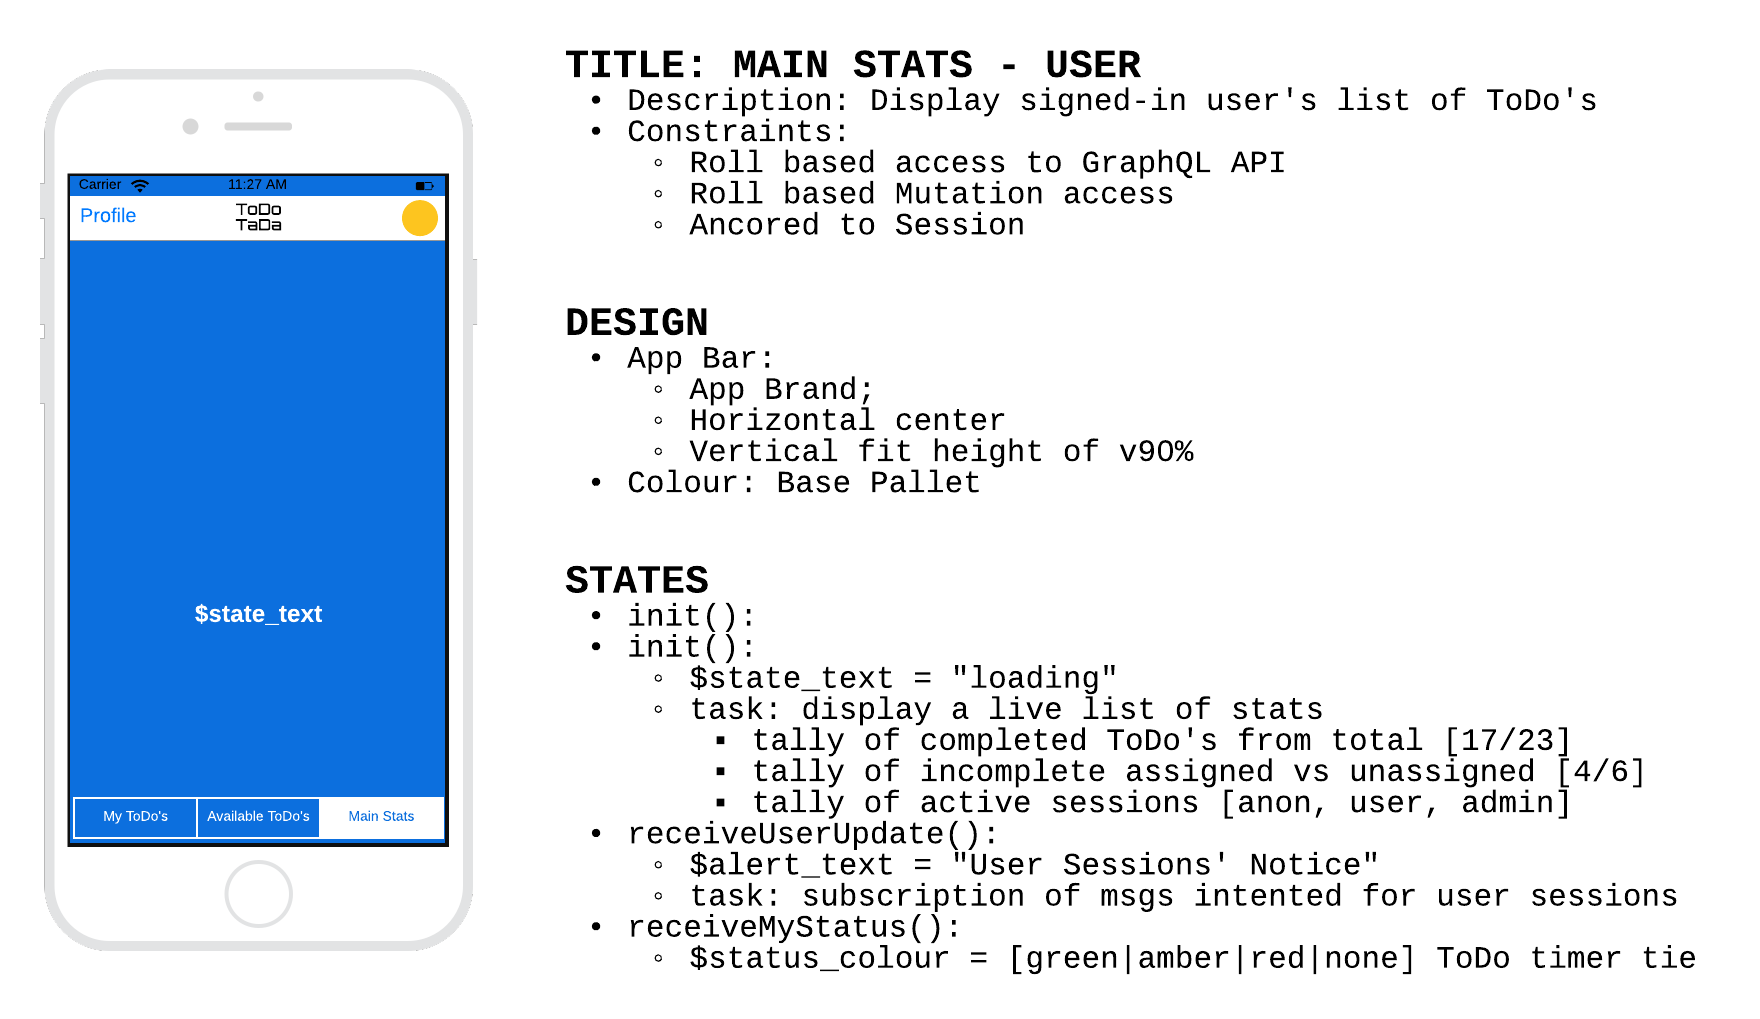 Carrier 11:27 AM
Profile
ToDo
TaDa
$state_text
My ToDo's Available ToDo's Main Stats
TITLE: MAIN STATS - USER
• Description: Display signed-in user's list of ToDo's
• Constraints:
◦ Roll based access to GraphQL API
◦ Roll based Mutation access
◦ Ancored to Session
DESIGN
• App Bar:
◦ App Brand;
◦ Horizontal center
◦ Vertical fit height of v90%
• Colour: Base Pallet
STATES
• init():
• init():
◦ $state_text = "loading"
◦ task: display a live list of stats
▪ tally of completed ToDo's from total [17/23]
▪ tally of incomplete assigned vs unassigned [4/6]
▪ tally of active sessions [anon, user, admin]
• receiveUserUpdate():
◦ $alert_text = "User Sessions' Notice"
◦ task: subscription of msgs intented for user sessions
• receiveMyStatus():
◦ $status_colour = [green|amber|red|none] ToDo timer tie